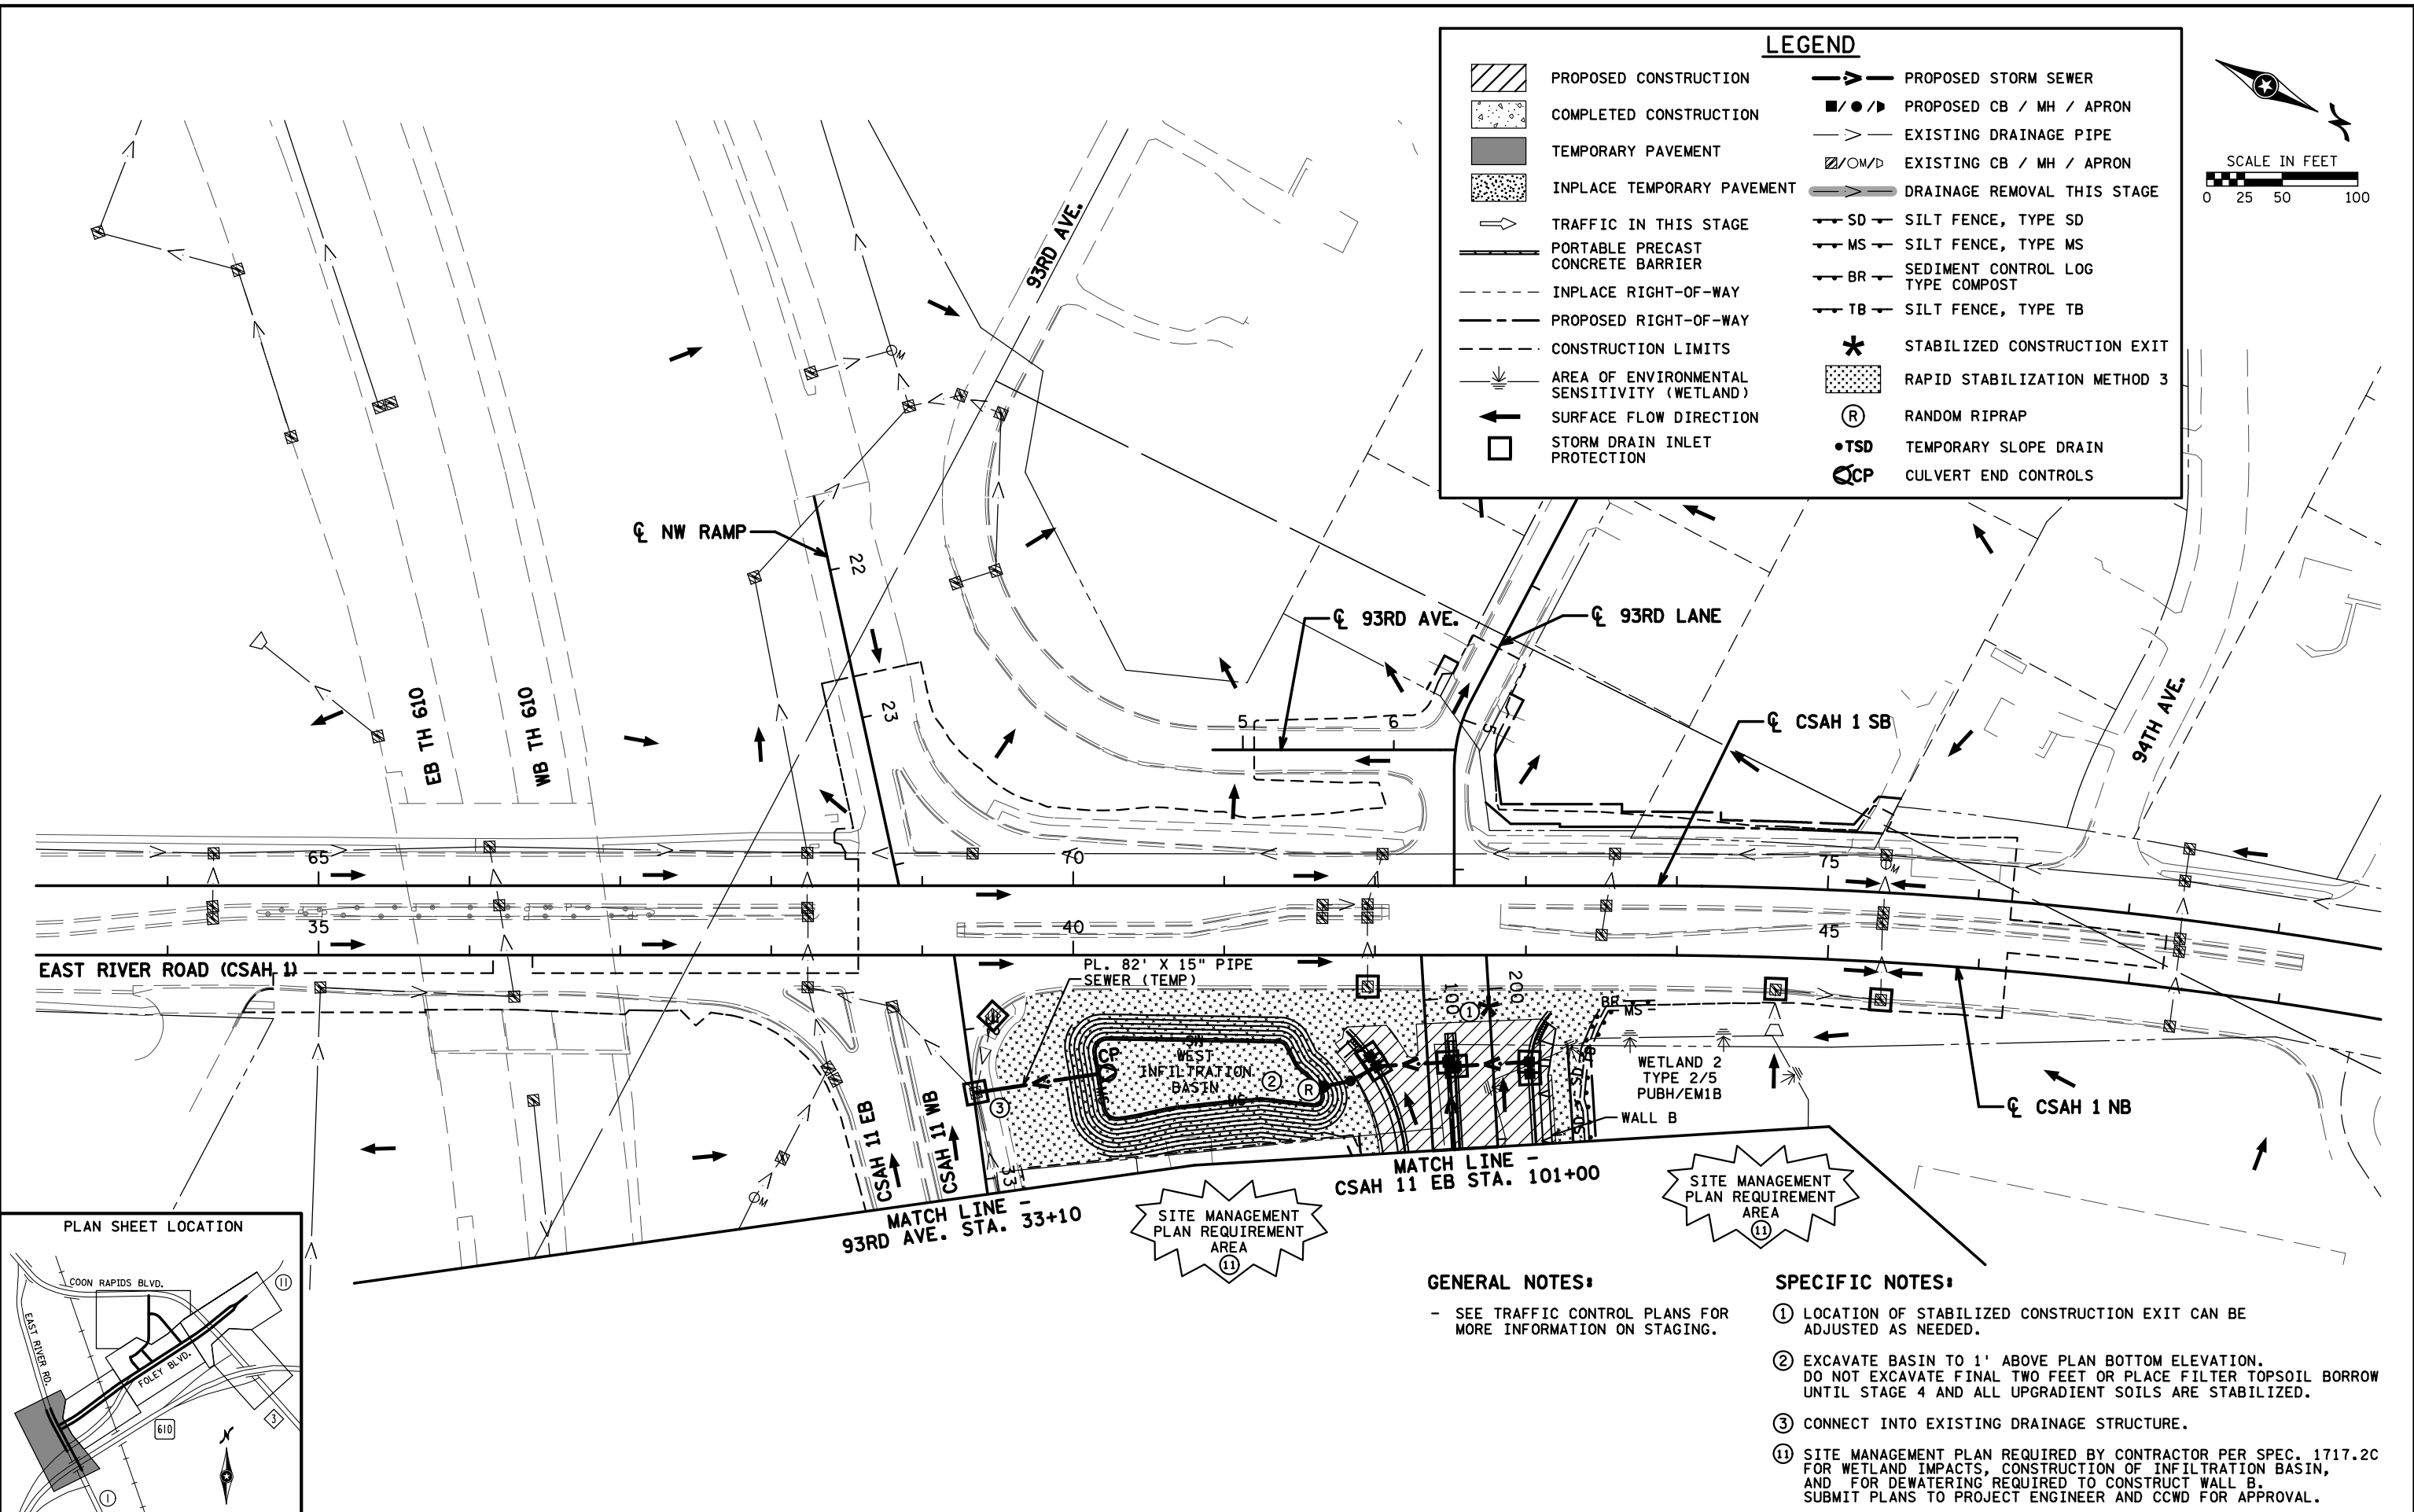 LEGEND
PROPOSED CONSTRUCTION
COMPLETED CONSTRUCTION
TEMPORARY PAVEMENT
INPLACE TEMPORARY PAVEMENT
TRAFFIC IN THIS STAGE
PORTABLE PRECAST
CONCRETE BARRIER
INPLACE RIGHT-OF-WAY
PROPOSED RIGHT-OF-WAY
CONSTRUCTION LIMITS
AREA OF ENVIRONMENTAL
SENSITIVITY (WETLAND)
SURFACE FLOW DIRECTION
STORM DRAIN INLET
PROTECTION
PROPOSED STORM SEWER
PROPOSED CB / MH / APRON
EXISTING DRAINAGE PIPE
M EXISTING CB / MH / APRON
DRAINAGE REMOVAL THIS STAGE
SD SILT FENCE, TYPE SD
MS SILT FENCE, TYPE MS
BR SEDIMENT CONTROL LOG
TYPE COMPOST
TB SILT FENCE, TYPE TB
STABILIZED CONSTRUCTION EXIT
RAPID STABILIZATION METHOD 3
R RANDOM RIPRAP
TSD TEMPORARY SLOPE DRAIN
CP CULVERT END CONTROLS
N
SCALE IN FEET
0 25 50 100
93RD AVE.
M
℄ NW RAMP
22
23
℄ 93RD AVE.
℄ 93RD LANE
5 6
5
℄ CSAH 1 SB
94TH AVE.
EB TH 610
WB TH 610
65 70 75
M
35 40 45
EAST RIVER ROAD (CSAH 1)
PL. 82' X 15" PIPE
SEWER (TEMP)
100
200
1
BR
MS
CP
SW
WEST
INFILTRATION
BASIN
2
R
MS
MS
3
33
SD
SD
TB
WETLAND 2
TYPE 2/5
PUBH/EM1B
WALL B
℄ CSAH 1 NB
M
CSAH 11 EB
CSAH 11 WB
MATCH LINE -
93RD AVE. STA. 33+10
MATCH LINE -
CSAH 11 EB STA. 101+00
SITE MANAGEMENT
PLAN REQUIREMENT
AREA
11
SITE MANAGEMENT
PLAN REQUIREMENT
AREA
11
PLAN SHEET LOCATION
COON RAPIDS BLVD.
11
EAST RIVER RD.
FOLEY BLVD.
610
3
N
1
GENERAL NOTES:
- SEE TRAFFIC CONTROL PLANS FOR
MORE INFORMATION ON STAGING.
SPECIFIC NOTES:
1 LOCATION OF STABILIZED CONSTRUCTION EXIT CAN BE
ADJUSTED AS NEEDED.
2 EXCAVATE BASIN TO 1' ABOVE PLAN BOTTOM ELEVATION.
DO NOT EXCAVATE FINAL TWO FEET OR PLACE FILTER TOPSOIL BORROW
UNTIL STAGE 4 AND ALL UPGRADIENT SOILS ARE STABILIZED.
3 CONNECT INTO EXISTING DRAINAGE STRUCTURE.
11 SITE MANAGEMENT PLAN REQUIRED BY CONTRACTOR PER SPEC. 1717.2C
FOR WETLAND IMPACTS, CONSTRUCTION OF INFILTRATION BASIN,
AND FOR DEWATERING REQUIRED TO CONSTRUCT WALL B.
SUBMIT PLANS TO PROJECT ENGINEER AND CCWD FOR APPROVAL.